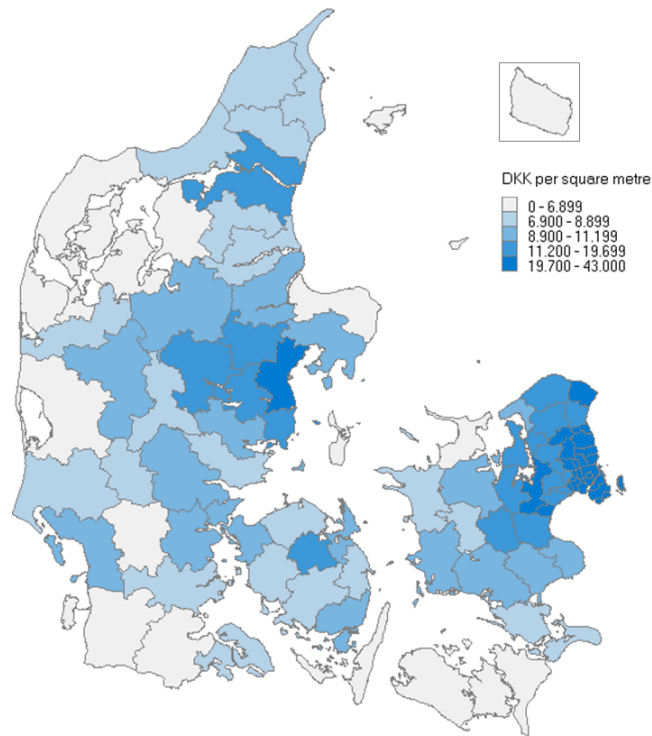 DKK per square metre
0 - 6.899
6.900 - 8.899
8.900 - 11.199
11.200 - 19.699
19.700 - 43.000